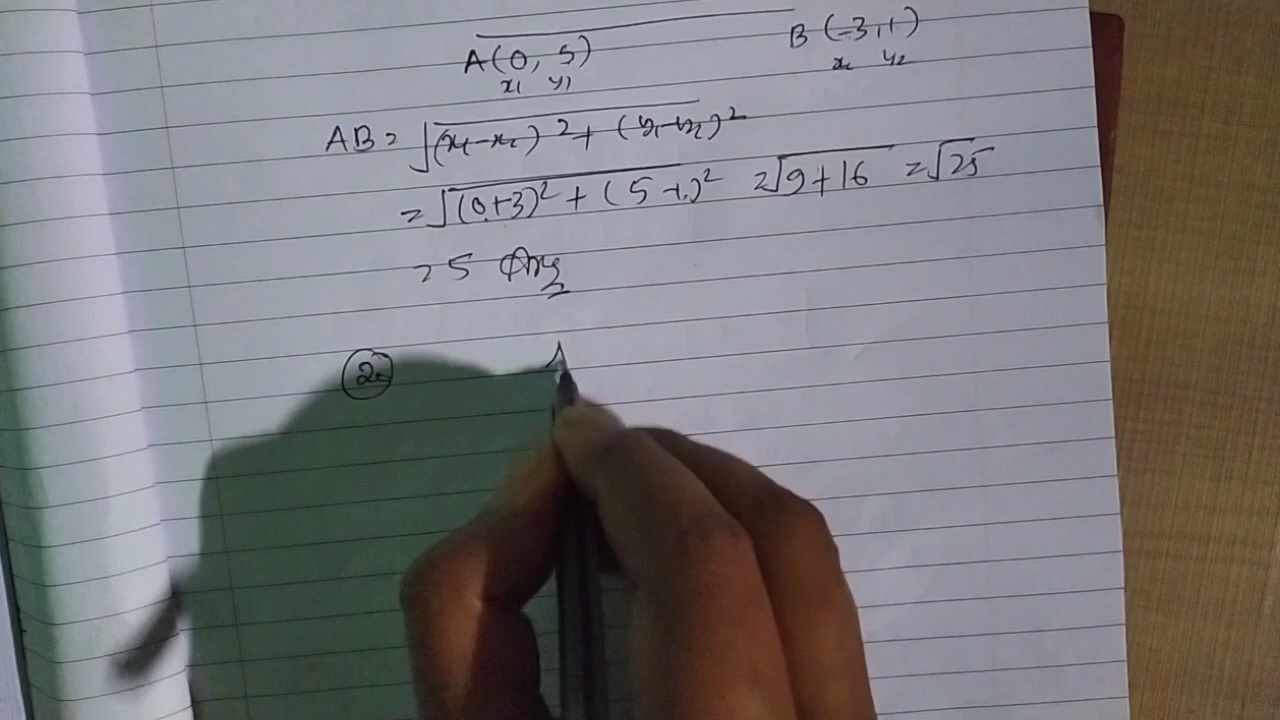 A(0, 5) B (-3, 1)
x₁ y₁ x₂ y₂
AB = √(x₁-x₂)² + (y₁-y₂)²
= √(0+3)² + (5-1)² = √9+16 = √25
= 5 Ans
2.